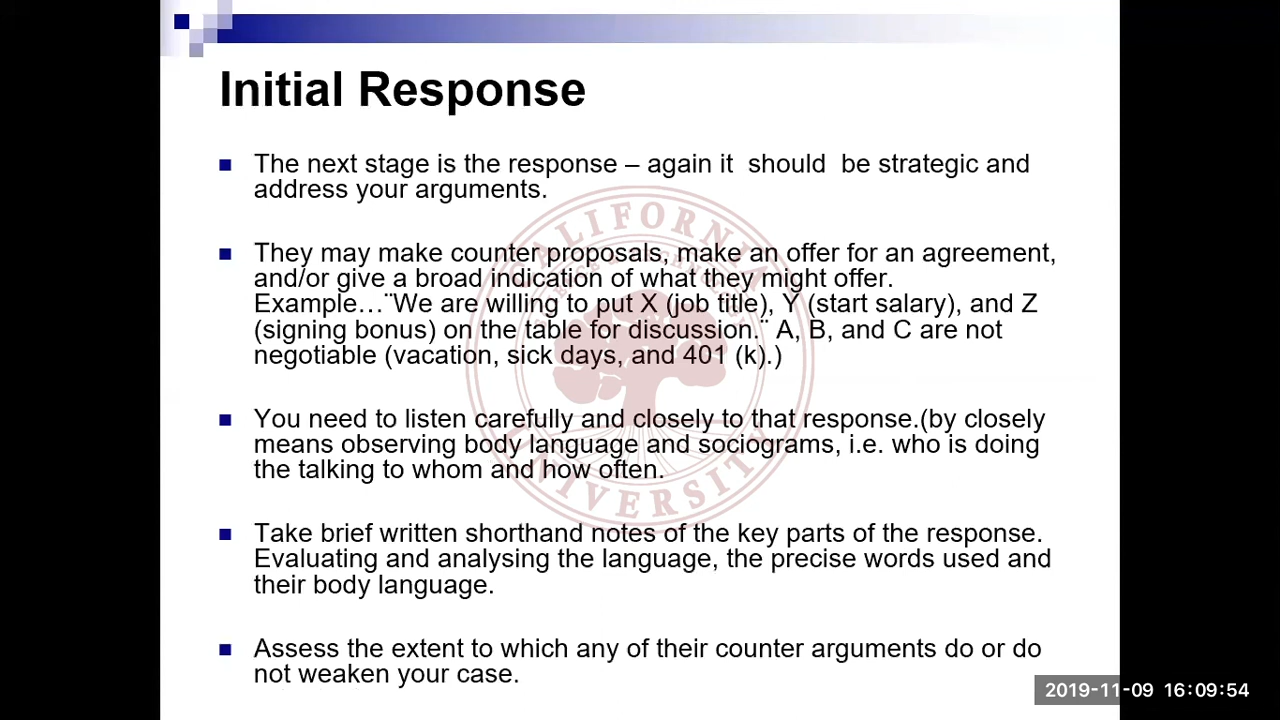 Initial Response
The next stage is the response – again it  should  be strategic and
address your arguments.
They may make counter proposals, make an offer for an agreement,
and/or give a broad indication of what they might offer.
Example…¨We are willing to put X (job title), Y (start salary), and Z
(signing bonus) on the table for discussion.¨ A, B, and C are not
negotiable (vacation, sick days, and 401 (k).)
You need to listen carefully and closely to that response.(by closely
means observing body language and sociograms, i.e. who is doing
the talking to whom and how often.
Take brief written shorthand notes of the key parts of the response.
Evaluating and analysing the language, the precise words used and
their body language.
Assess the extent to which any of their counter arguments do or do
not weaken your case.
CALIFORNIA
UNIVERSITY
2019-11-09 16:09:54